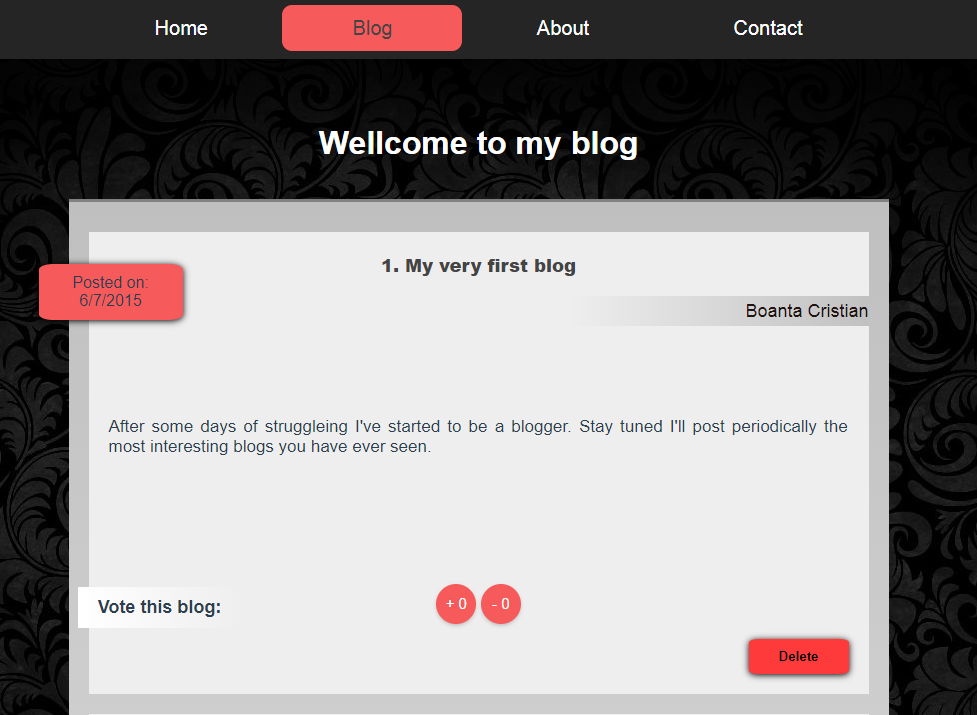 Home Blog About Contact
Wellcome to my blog
1. My very first blog
Posted on:
6/7/2015
Boanta Cristian
After some days of struggleing I've started to be a blogger. Stay tuned I'll post periodically the
most interesting blogs you have ever seen.
Vote this blog: + 0 - 0
Delete